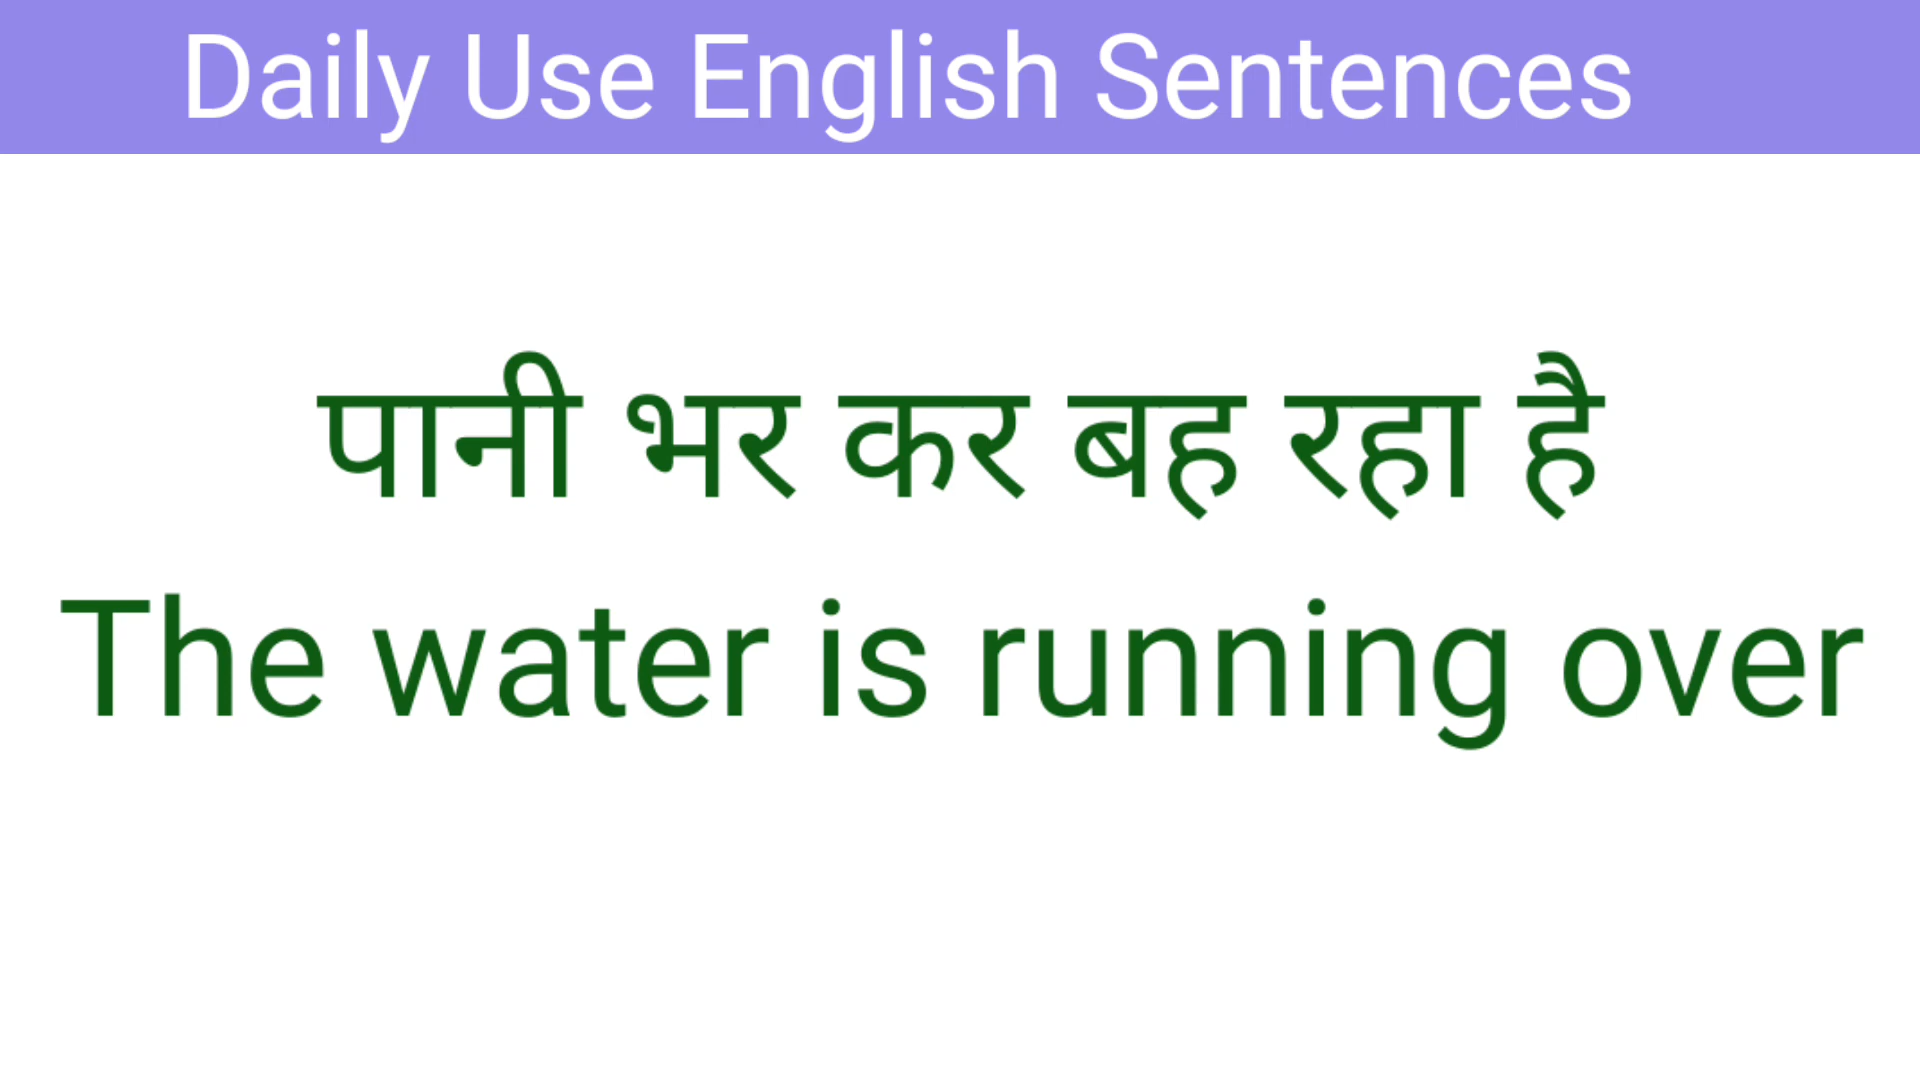 Daily Use English Sentences
पानी भर कर बह रहा है
The water is running over